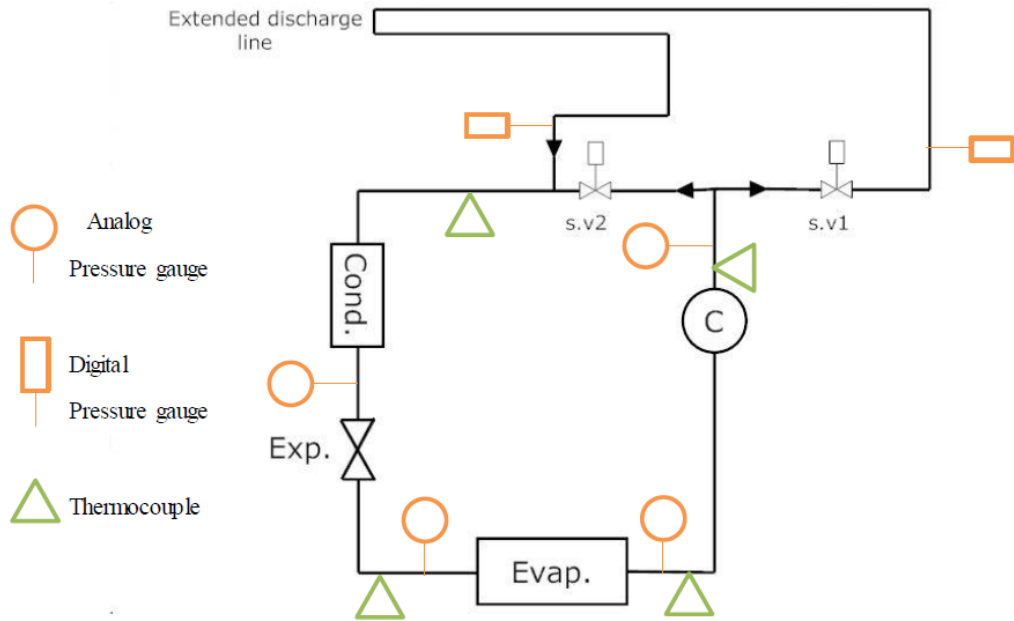 Extended discharge
line
s.v2
s.v1
Analog
Pressure gauge
Cond.
C
Digital
Pressure gauge
Exp.
Thermocouple
Evap.